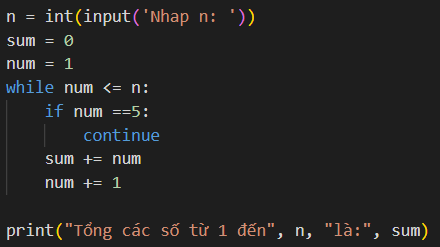 n = int(input('Nhap n: '))
sum = 0
num = 1
while num <= n:
    if num ==5:
        continue
    sum += num
    num += 1
print("Tổng các số từ 1 đến", n, "là:", sum)